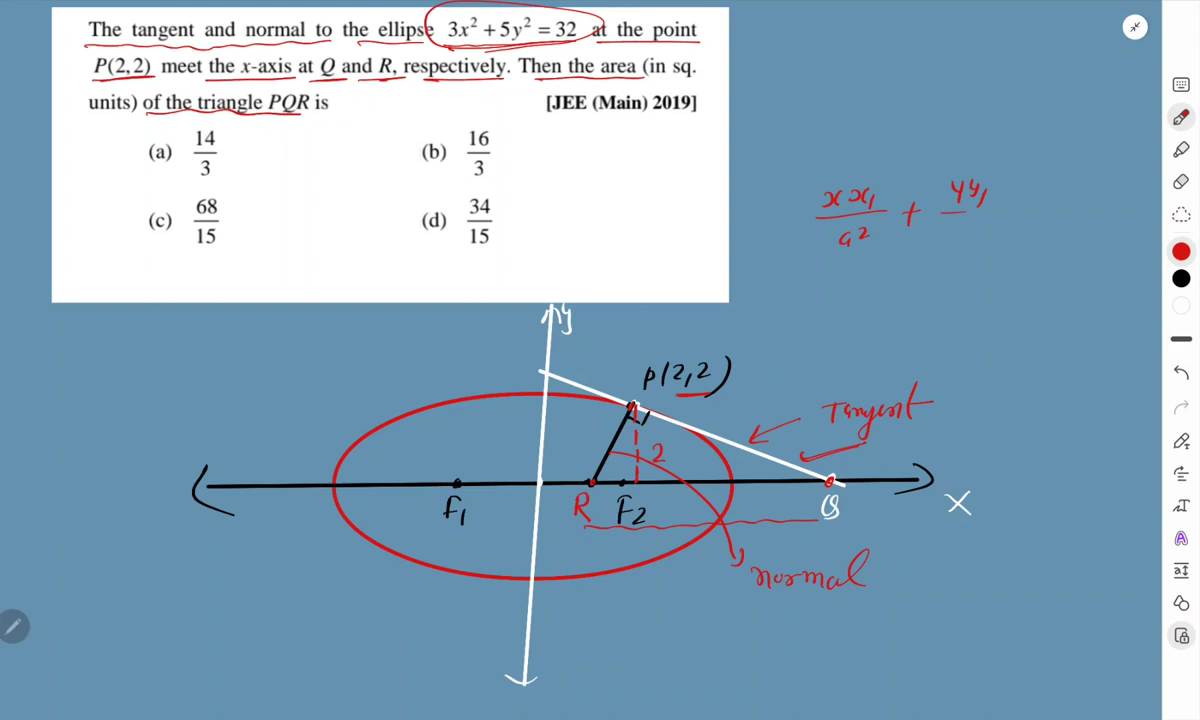 The tangent and normal to the ellipse 3x² + 5y² = 32 at the point
P(2,2) meet the x-axis at Q and R, respectively. Then the area (in sq.
units) of the triangle PQR is [JEE (Main) 2019]
(a) 14/3 (b) 16/3
(c) 68/15 (d) 34/15
xx₁/a² + yy₁
y
P(2,2)
Tangent
2
F₁ R F₂ Q X
normal